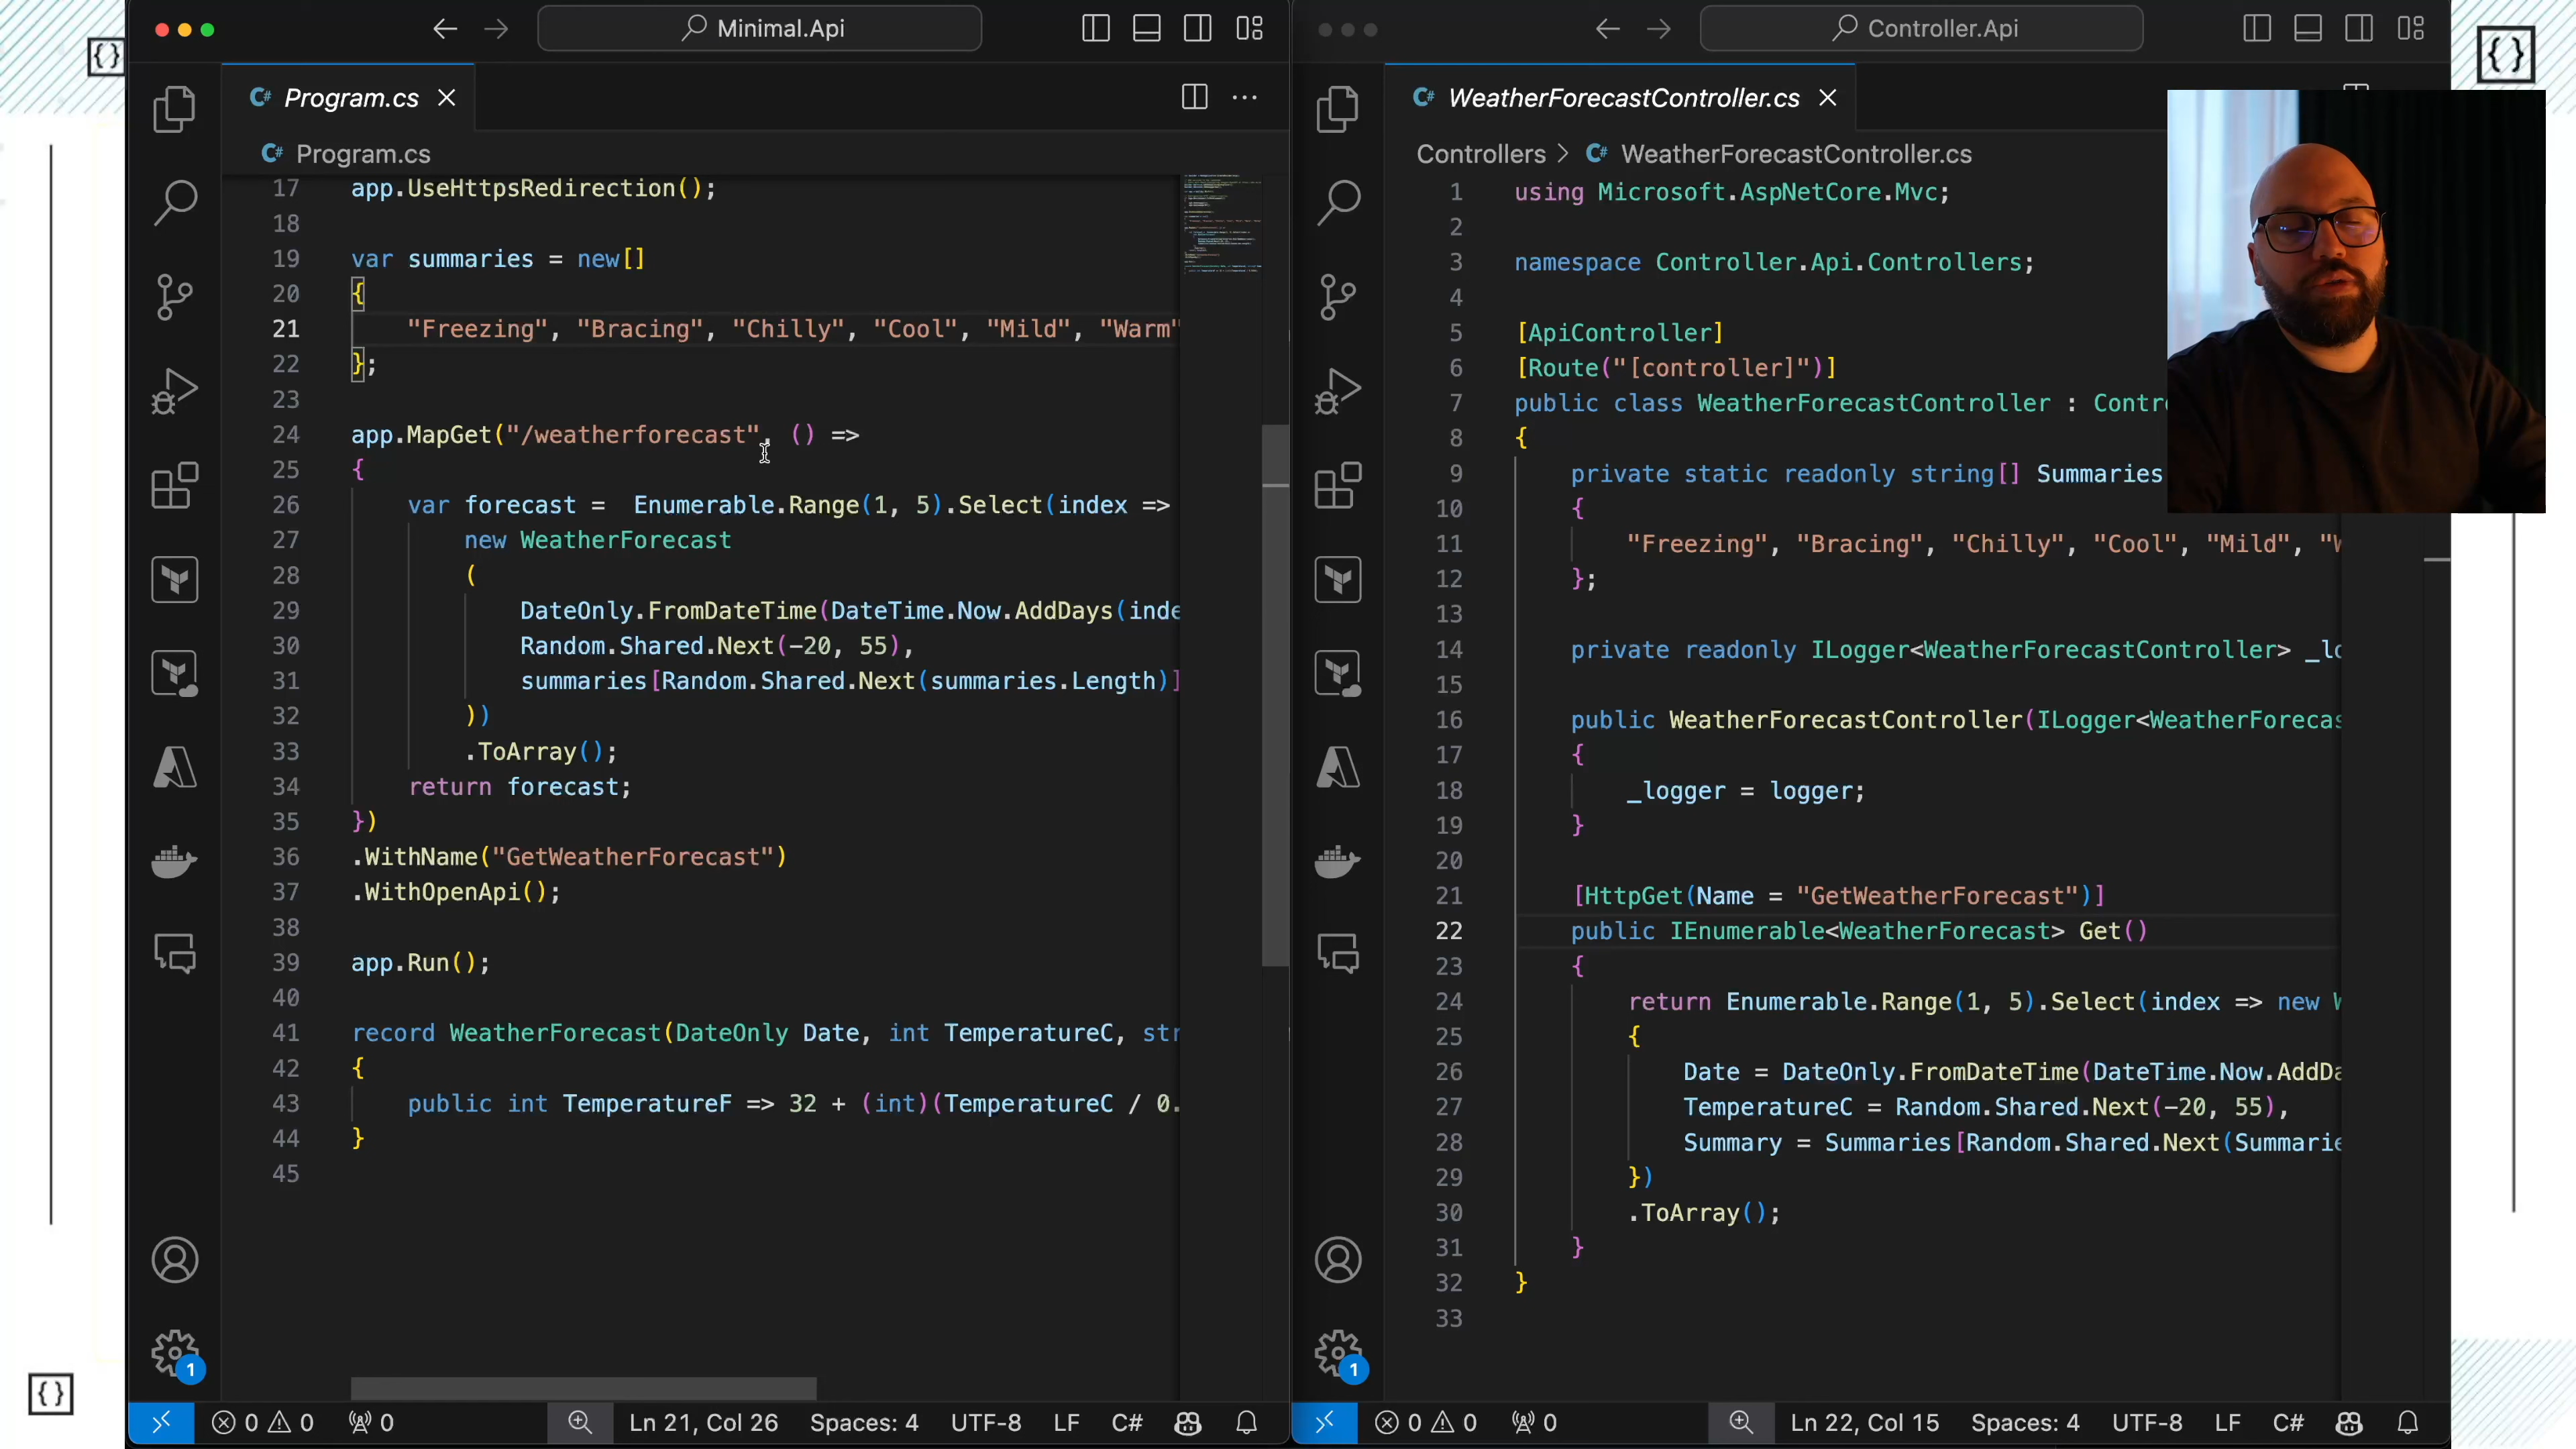 Minimal.Api
Program.cs
Program.cs
17 app.UseHttpsRedirection();
18
19 var summaries = new[]
20 {
21 "Freezing", "Bracing", "Chilly", "Cool", "Mild", "Warm"
22 };
23
24 app.MapGet("/weatherforecast", () =>
25 {
26 var forecast = Enumerable.Range(1, 5).Select(index =>
27 new WeatherForecast
28 (
29 DateOnly.FromDateTime(DateTime.Now.AddDays(inde
30 Random.Shared.Next(-20, 55),
31 summaries[Random.Shared.Next(summaries.Length)]
32 ))
33 .ToArray();
34 return forecast;
35 })
36 .WithName("GetWeatherForecast")
37 .WithOpenApi();
38
39 app.Run();
40
41 record WeatherForecast(DateOnly Date, int TemperatureC, str
42 {
43 public int TemperatureF => 32 + (int)(TemperatureC / 0.
44 }
45
1
0 0 0 Ln 21, Col 26 Spaces: 4 UTF-8 LF C#
Controller.Api
WeatherForecastController.cs
Controllers > WeatherForecastController.cs
1 using Microsoft.AspNetCore.Mvc;
2
3 namespace Controller.Api.Controllers;
4
5 [ApiController]
6 [Route("[controller]")]
7 public class WeatherForecastController : Contr
8 {
9 private static readonly string[] Summaries
10 {
11 "Freezing", "Bracing", "Chilly", "Cool", "Mild", "W
12 };
13
14 private readonly ILogger<WeatherForecastController> _lo
15
16 public WeatherForecastController(ILogger<WeatherForecas
17 {
18 _logger = logger;
19 }
20
21 [HttpGet(Name = "GetWeatherForecast")]
22 public IEnumerable<WeatherForecast> Get()
23 {
24 return Enumerable.Range(1, 5).Select(index => new W
25 {
26 Date = DateOnly.FromDateTime(DateTime.Now.AddDa
27 TemperatureC = Random.Shared.Next(-20, 55),
28 Summary = Summaries[Random.Shared.Next(Summarie
29 })
30 .ToArray();
31 }
32 }
33
1
0 0 0 Ln 22, Col 15 Spaces: 4 UTF-8 LF C#